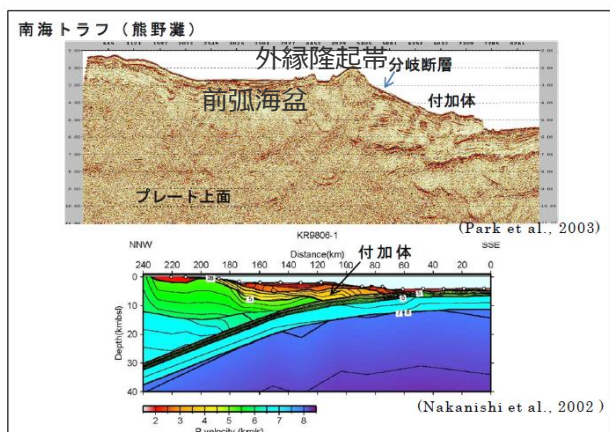 南海トラフ（熊野灘）
外縁隆起帯
分岐断層
前弧海盆
付加体
プレート上面
(Park et al., 2003)
KR9806-1
NNW
Distance(km)
付加体
SSE
240 220 200 180 160 140 120 100 80 60 40 20 0
0
10
20
30
40
Depth(kmbsl)
(Nakanishi et al., 2002 )
2 3 4 5 6 7 8
P velocity (km/s)